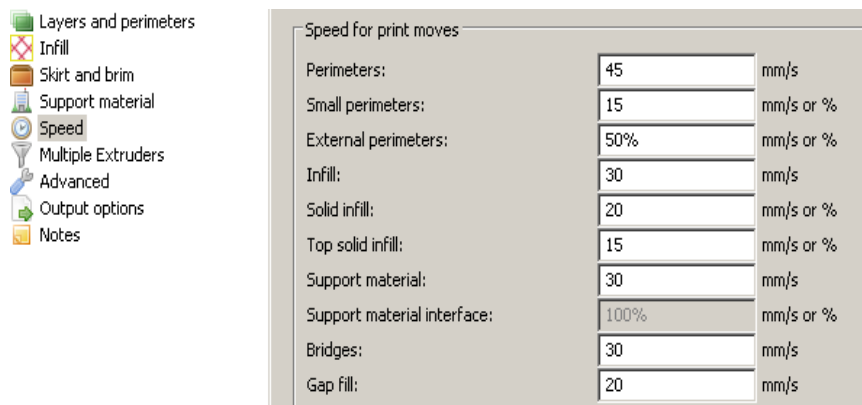 Layers and perimeters
Infill
Skirt and brim
Support material
Speed
Multiple Extruders
Advanced
Output options
Notes
Speed for print moves
Perimeters: 45 mm/s
Small perimeters: 15 mm/s or %
External perimeters: 50% mm/s or %
Infill: 30 mm/s
Solid infill: 20 mm/s or %
Top solid infill: 15 mm/s or %
Support material: 30 mm/s
Support material interface: 100% mm/s or %
Bridges: 30 mm/s
Gap fill: 20 mm/s